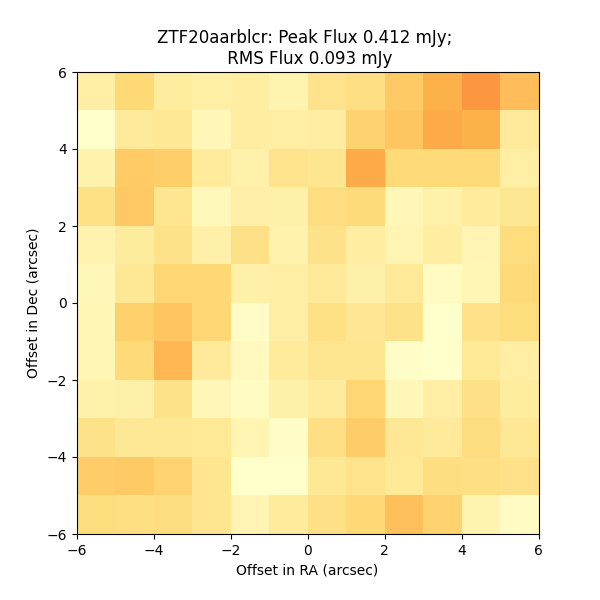 ZTF20aarblcr: Peak Flux 0.412 mJy;
RMS Flux 0.093 mJy
6
4
2
0
−2
−4
−6
Offset in Dec (arcsec)
−6 −4 −2 0 2 4 6
Offset in RA (arcsec)